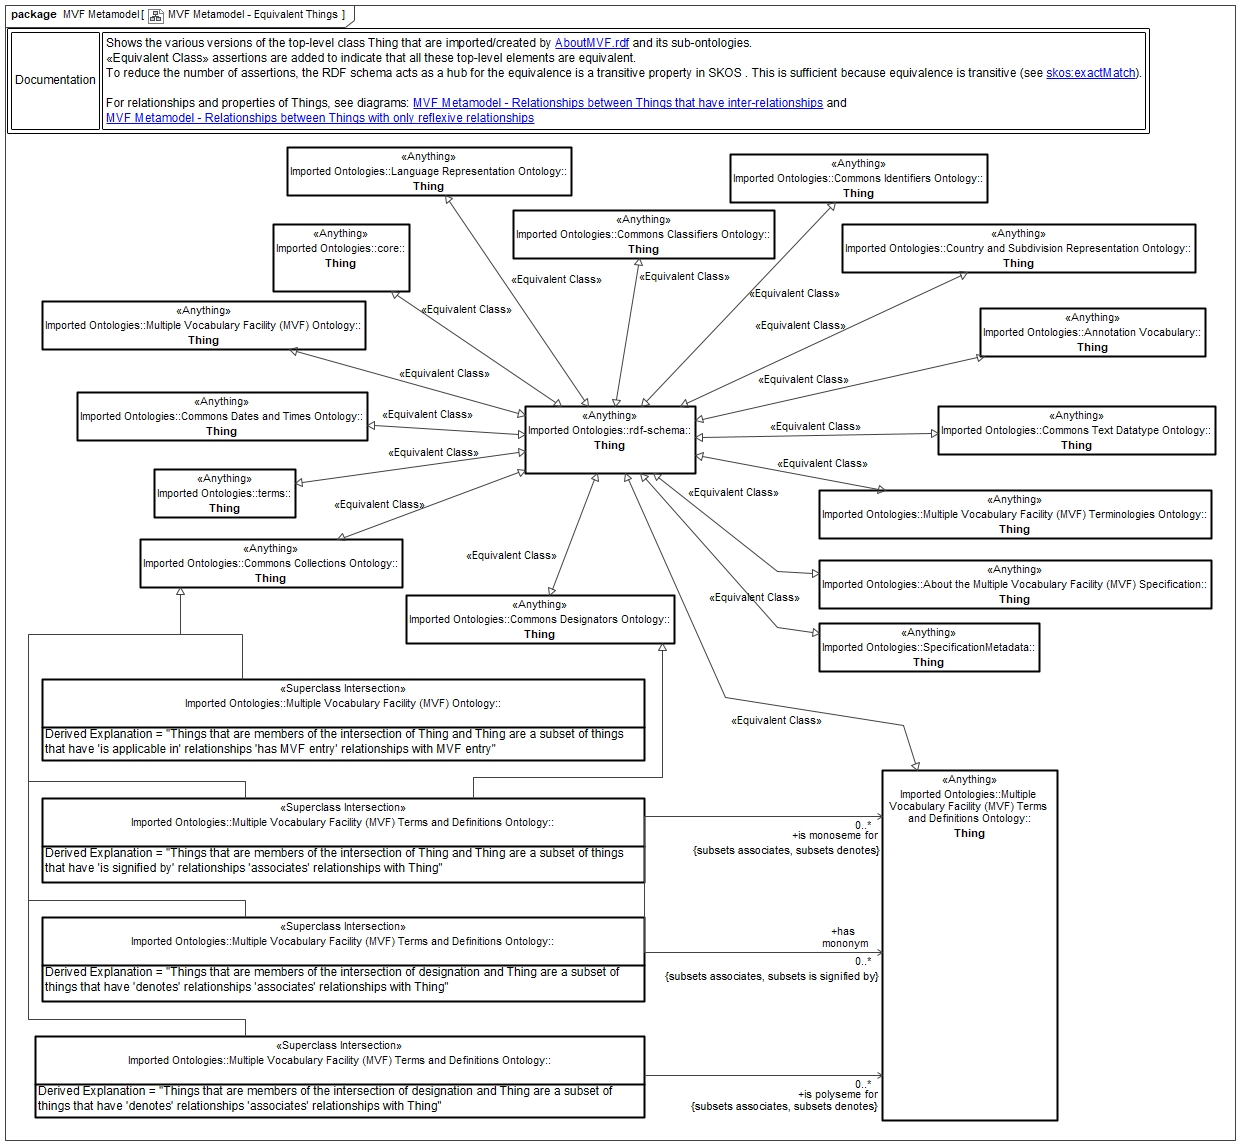 package MVF Metamodel[ MVF Metamodel - Equivalent Things ]
Documentation
Shows the various versions of the top-level class Thing that are imported/created by AboutMVF.rdf and its sub-ontologies.
«Equivalent Class» assertions are added to indicate that all these top-level elements are equivalent.
To reduce the number of assertions, the RDF schema acts as a hub for the equivalence is a transitive property in SKOS . This is sufficient because equivalence is transitive (see skos:exactMatch).
For relationships and properties of Things, see diagrams: MVF Metamodel - Relationships between Things that have inter-relationships and
MVF Metamodel - Relationships between Things with only reflexive relationships
«Anything»
Imported Ontologies::Language Representation Ontology::
Thing
«Anything»
Imported Ontologies::Commons Identifiers Ontology::
Thing
«Anything»
Imported Ontologies::Commons Classifiers Ontology::
Thing
«Anything»
Imported Ontologies::core::
Thing
«Anything»
Imported Ontologies::Country and Subdivision Representation Ontology::
Thing
«Equivalent Class»
«Equivalent Class»
«Equivalent Class»
«Equivalent Class»
«Equivalent Class»
«Anything»
Imported Ontologies::Multiple Vocabulary Facility (MVF) Ontology::
Thing
«Anything»
Imported Ontologies::Annotation Vocabulary::
Thing
«Equivalent Class»
«Equivalent Class»
«Anything»
Imported Ontologies::Commons Dates and Times Ontology::
Thing
«Equivalent Class»
«Anything»
Imported Ontologies::rdf-schema::
Thing
«Equivalent Class»
«Anything»
Imported Ontologies::Commons Text Datatype Ontology::
Thing
«Equivalent Class»
«Equivalent Class»
«Anything»
Imported Ontologies::terms::
Thing
«Equivalent Class»
«Equivalent Class»
«Anything»
Imported Ontologies::Multiple Vocabulary Facility (MVF) Terminologies Ontology::
Thing
«Anything»
Imported Ontologies::Commons Collections Ontology::
Thing
«Equivalent Class»
«Anything»
Imported Ontologies::About the Multiple Vocabulary Facility (MVF) Specification::
Thing
«Equivalent Class»
«Anything»
Imported Ontologies::Commons Designators Ontology::
Thing
«Anything»
Imported Ontologies::SpecificationMetadata::
Thing
«Equivalent Class»
«Superclass Intersection»
Imported Ontologies::Multiple Vocabulary Facility (MVF) Ontology::
Derived Explanation = "Things that are members of the intersection of Thing and Thing are a subset of things
that have 'is applicable in' relationships 'has MVF entry' relationships with MVF entry"
«Anything»
Imported Ontologies::Multiple
Vocabulary Facility (MVF) Terms
and Definitions Ontology::
Thing
«Superclass Intersection»
Imported Ontologies::Multiple Vocabulary Facility (MVF) Terms and Definitions Ontology::
Derived Explanation = "Things that are members of the intersection of Thing and Thing are a subset of things
that have 'is signified by' relationships 'associates' relationships with Thing"
0..*
+is monoseme for
{subsets associates, subsets denotes}
«Superclass Intersection»
Imported Ontologies::Multiple Vocabulary Facility (MVF) Terms and Definitions Ontology::
Derived Explanation = "Things that are members of the intersection of designation and Thing are a subset of
things that have 'denotes' relationships 'associates' relationships with Thing"
+has
mononym
0..*
{subsets associates, subsets is signified by}
«Superclass Intersection»
Imported Ontologies::Multiple Vocabulary Facility (MVF) Terms and Definitions Ontology::
Derived Explanation = "Things that are members of the intersection of designation and Thing are a subset of
things that have 'denotes' relationships 'associates' relationships with Thing"
0..*
+is polyseme for
{subsets associates, subsets denotes}